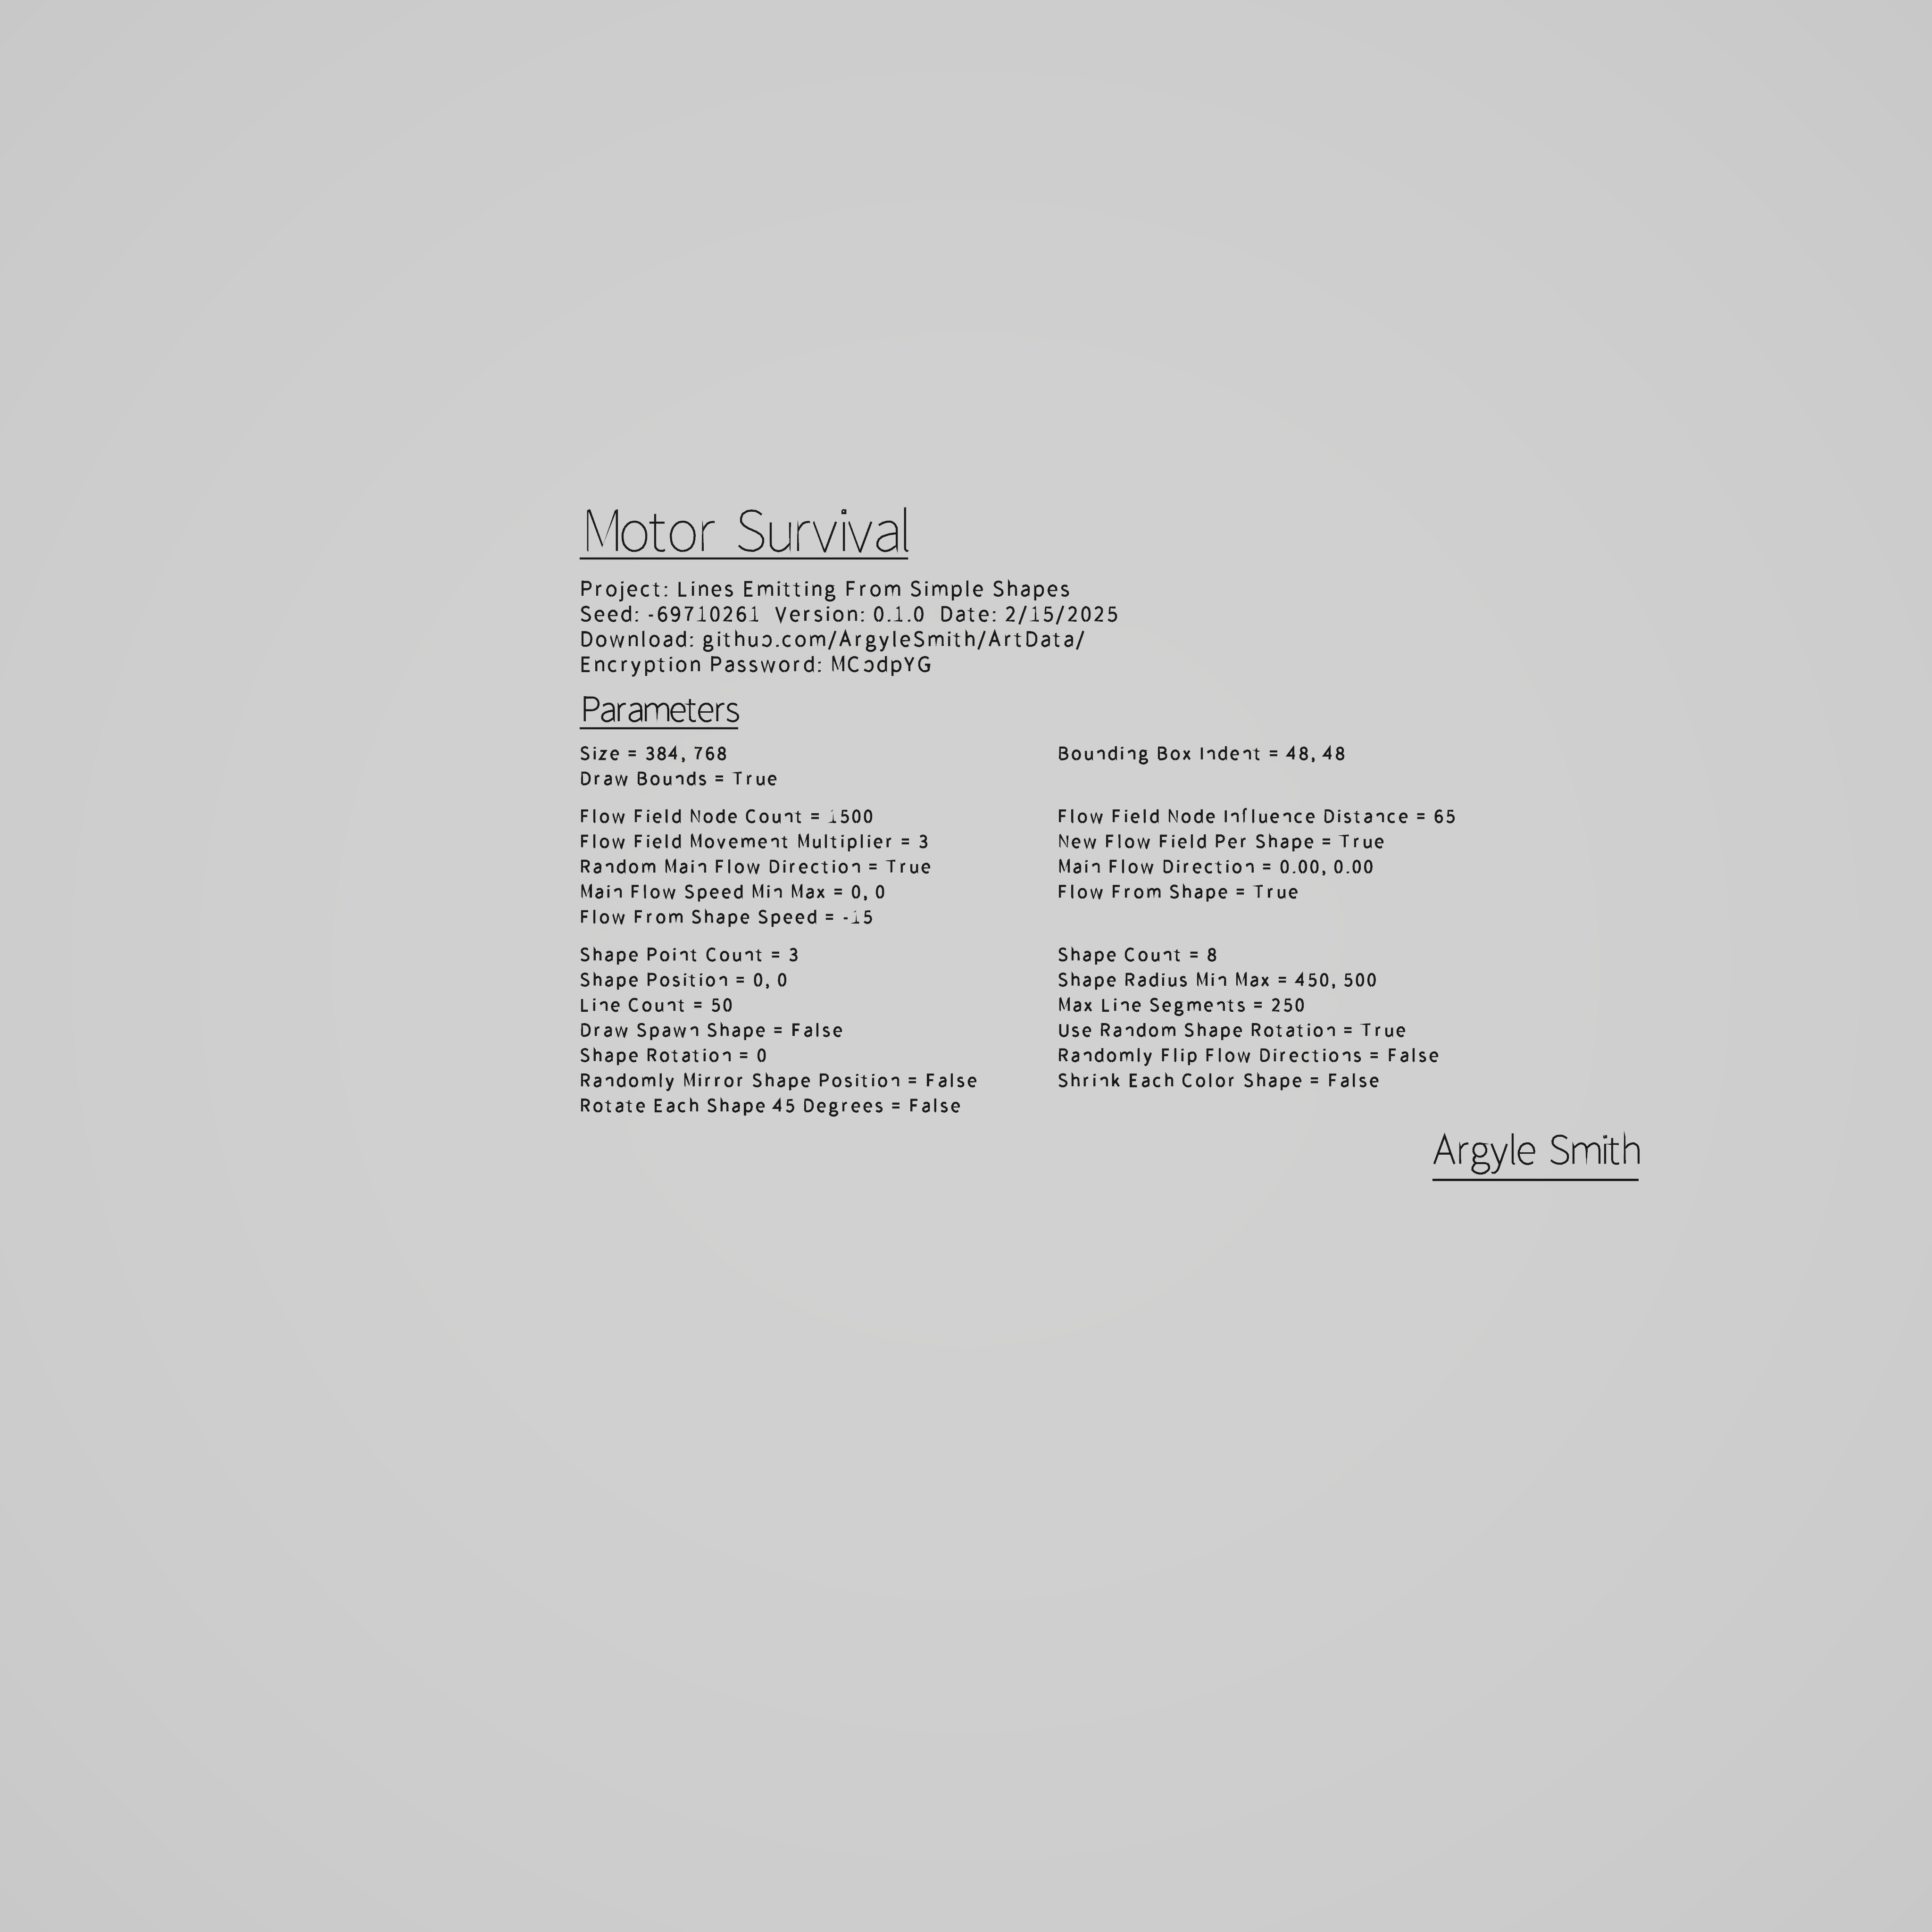 Motor Survival
Project: Lines Emitting From Simple Shapes
Seed: -69710261 Version: 0.1.0 Date: 2/15/2025
Download: github.com/ArgyleSmith/ArtData/
Encryption Password:
Parameters
Size = 384, 768
Bounding Box Indent = 48, 48
Draw Bounds = True
Flow Field Node Count = 1500
Flow Field Node Influence Distance = 65
Flow Field Movement Multiplier = 3
New Flow Field Per Shape = True
Random Main Flow Direction = True
Main Flow Direction = 0.00, 0.00
Main Flow Speed Min Max = 0, 0
Flow From Shape = True
Flow From Shape Speed = -15
Shape Point Count = 3
Shape Count = 8
Shape Position = 0, 0
Shape Radius Min Max = 450, 500
Line Count = 50
Max Line Segments = 250
Draw Spawn Shape = False
Use Random Shape Rotation = True
Shape Rotation = 0
Randomly Flip Flow Directions = False
Randomly Mirror Shape Position = False
Shrink Each Color Shape = False
Rotate Each Shape 45 Degrees = False
Argyle Smith